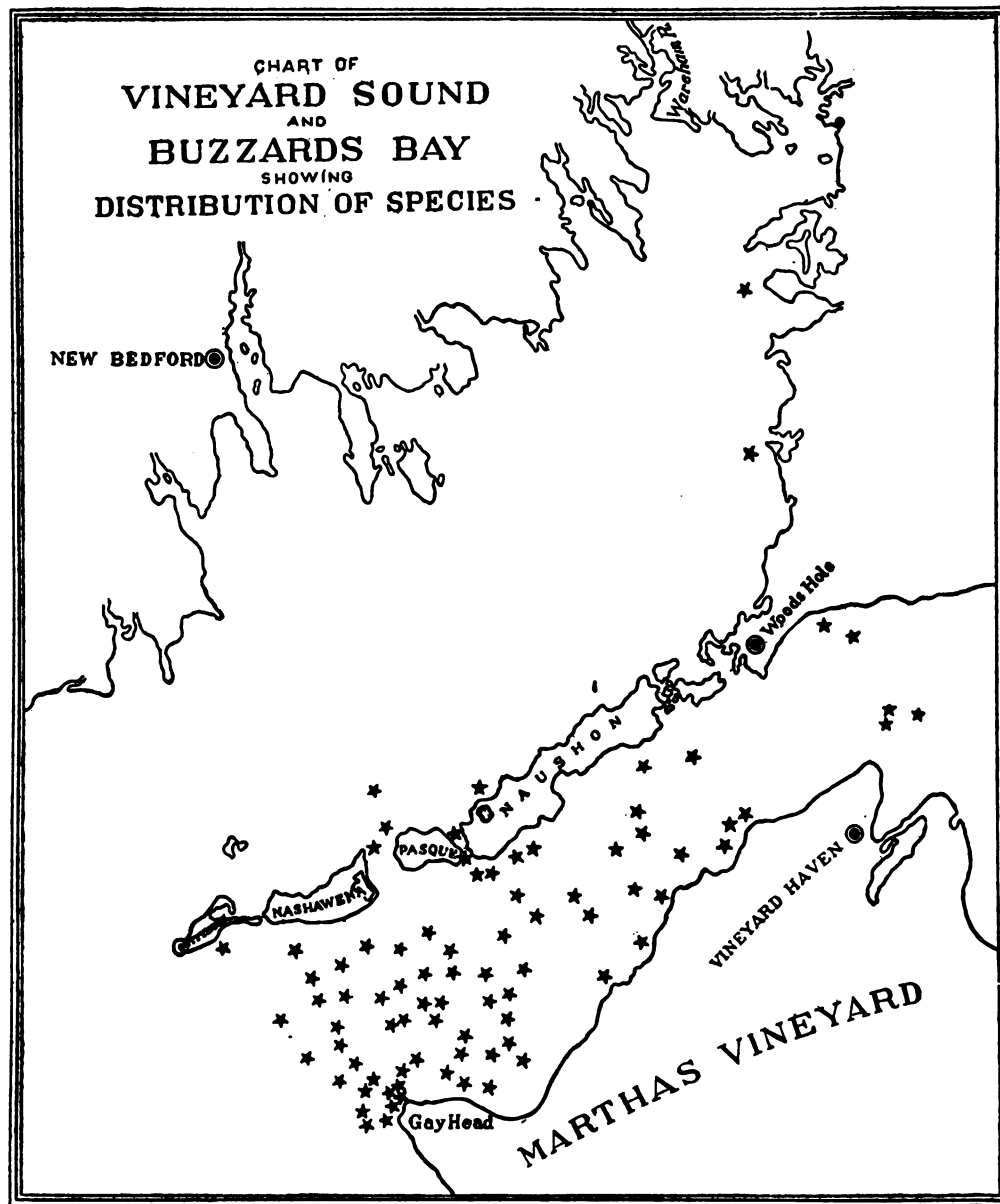 CHART OF
VINEYARD SOUND
AND
BUZZARDS BAY
SHOWING
DISTRIBUTION OF SPECIES
Wareham R.
NEW BEDFORD
Woods Hole
NAUSHON
PASQUE
NASHAWENA
VINEYARD HAVEN
MARTHAS VINEYARD
Gay Head